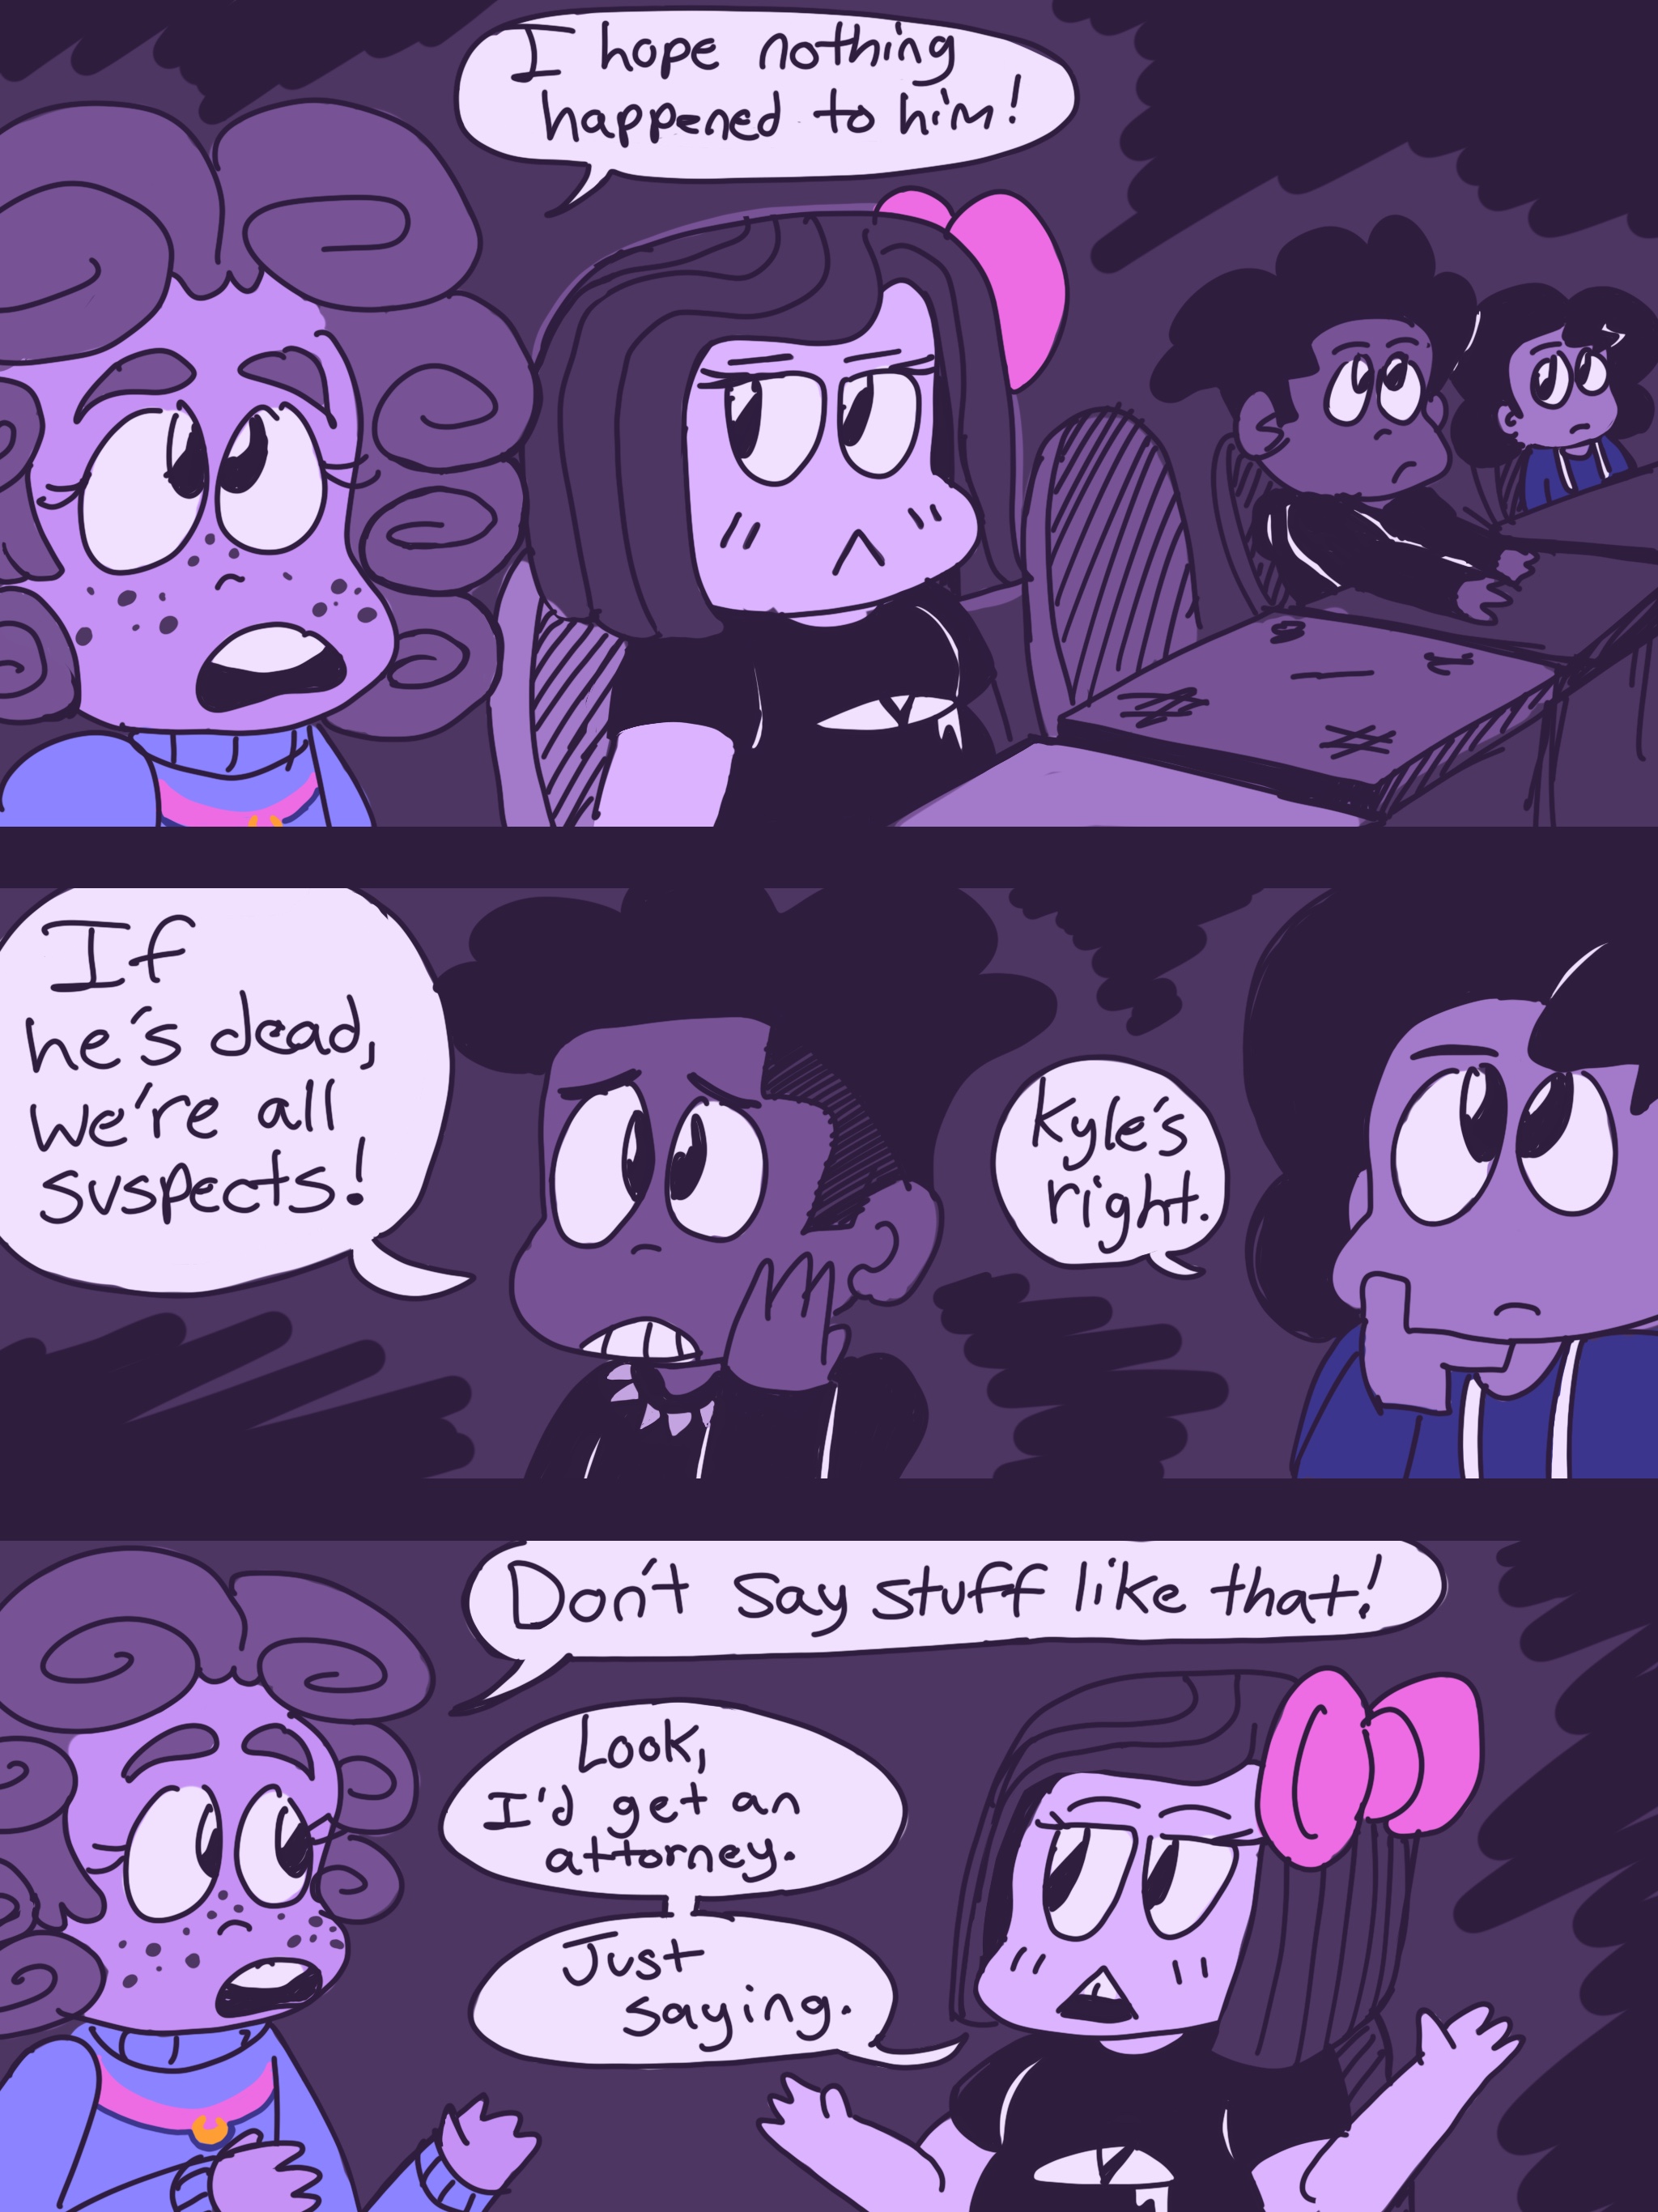 I hope nothing
happened to him!
If
he's dead,
we're all
suspects!
Kyle's
right.
Don't say stuff like that!
Look,
I'd get an
attorney.
Just
saying.